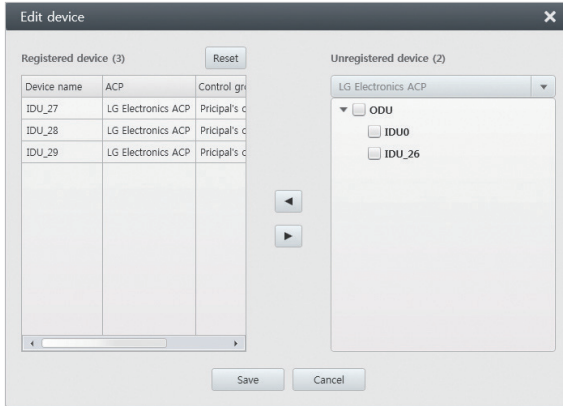 Edit device
Registered device (3)
Reset
Device name ACP Control gr
IDU_27 LG Electronics ACP Pricipal's c
IDU_28 LG Electronics ACP Pricipal's c
IDU_29 LG Electronics ACP Pricipal's c
Unregistered device (2)
LG Electronics ACP
ODU
IDU0
IDU_26
Save
Cancel